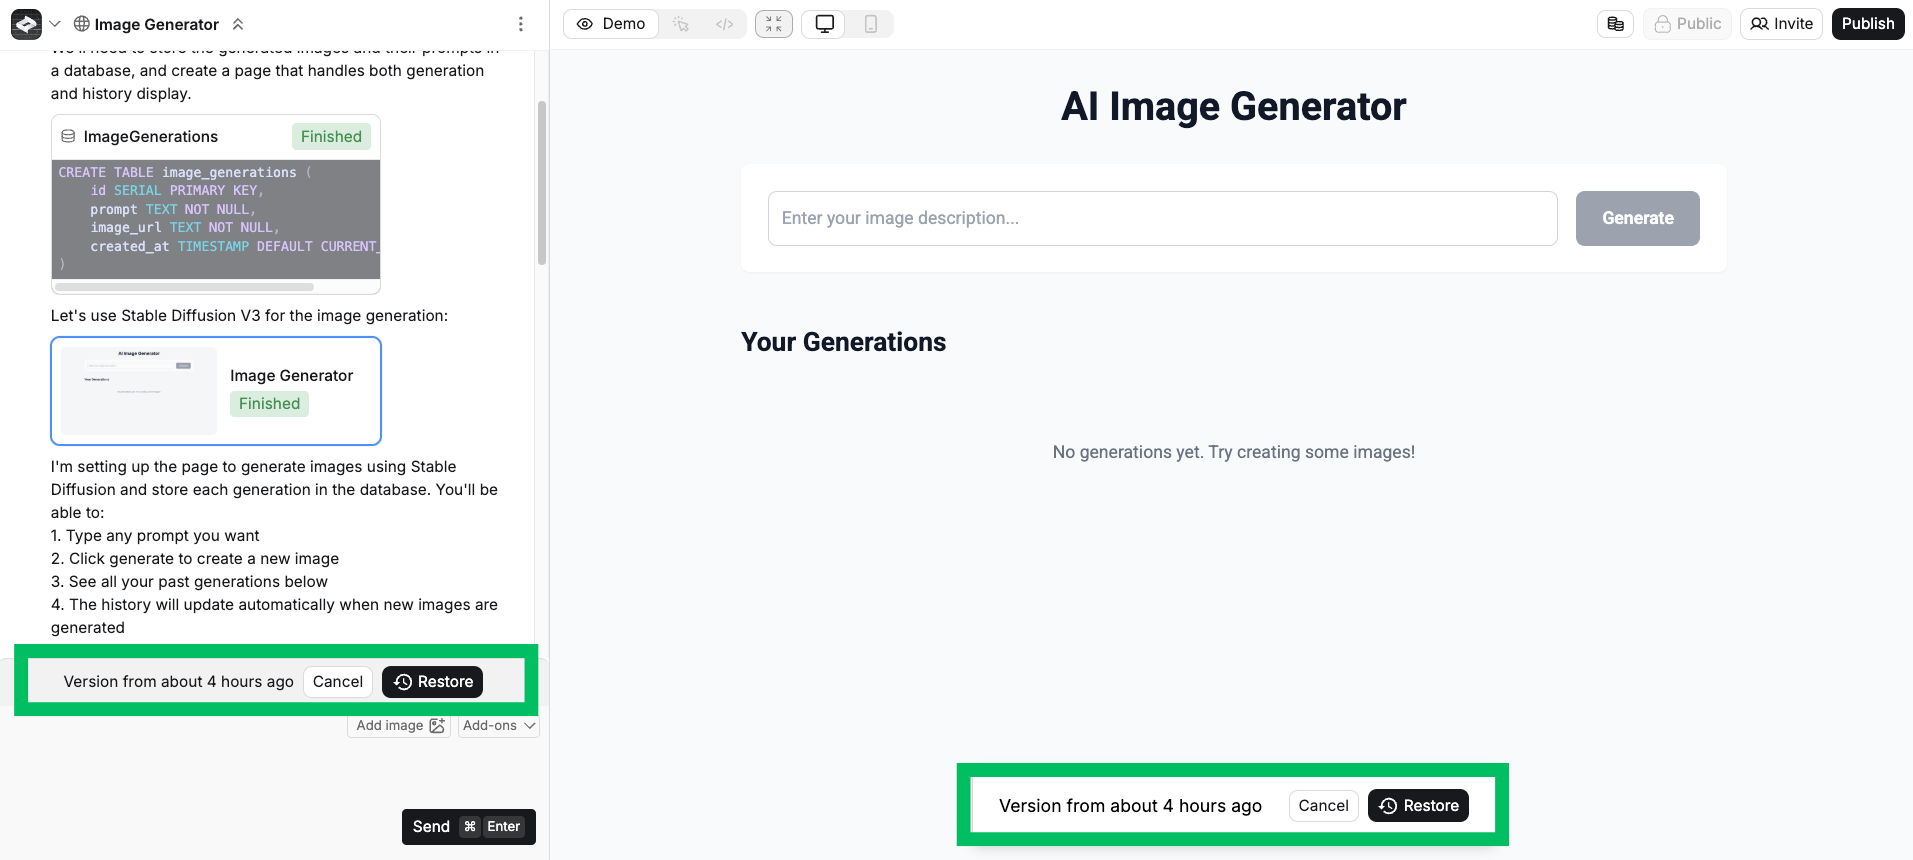 Image Generator
We'll need to store the generated images and their prompts in
a database, and create a page that handles both generation
and history display.
ImageGenerations
Finished
CREATE TABLE image_generations (
id SERIAL PRIMARY KEY,
prompt TEXT NOT NULL,
image_url TEXT NOT NULL,
created_at TIMESTAMP DEFAULT CURRENT_
)
Let's use Stable Diffusion V3 for the image generation:
AI Image Generator
Your Generations
Image Generator
Finished
I'm setting up the page to generate images using Stable
Diffusion and store each generation in the database. You'll be
able to:
1. Type any prompt you want
2. Click generate to create a new image
3. See all your past generations below
4. The history will update automatically when new images are
generated
Version from about 4 hours ago Cancel Restore
Add image Add-ons
Send ⌘ Enter
Demo </> Public Invite Publish
AI Image Generator
Enter your image description... Generate
Your Generations
No generations yet. Try creating some images!
Version from about 4 hours ago Cancel Restore